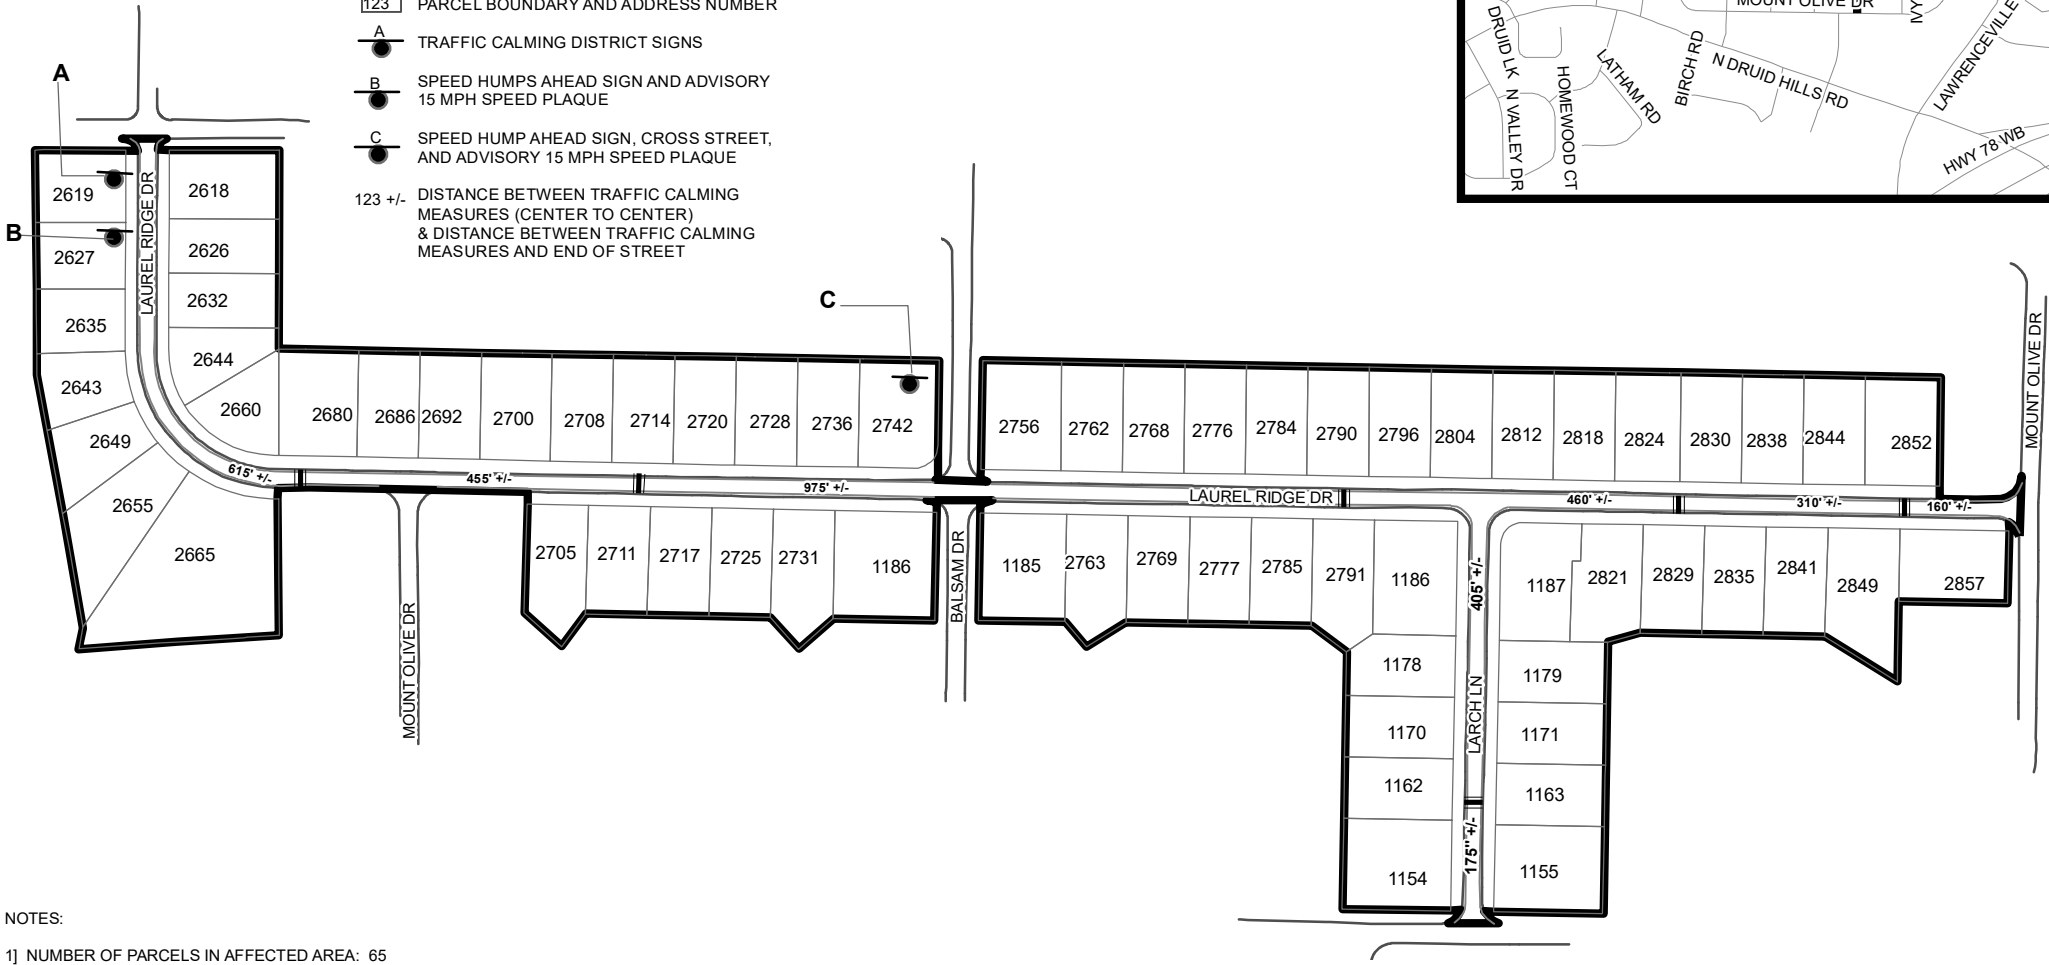 123 PARCEL BOUNDARY AND ADDRESS NUMBER
A TRAFFIC CALMING DISTRICT SIGNS
B SPEED HUMPS AHEAD SIGN AND ADVISORY
15 MPH SPEED PLAQUE
C SPEED HUMP AHEAD SIGN, CROSS STREET,
AND ADVISORY 15 MPH SPEED PLAQUE
123 +/- DISTANCE BETWEEN TRAFFIC CALMING
MEASURES (CENTER TO CENTER)
& DISTANCE BETWEEN TRAFFIC CALMING
MEASURES AND END OF STREET
MOUNT OLIVE DR
IVY
LAWRENCEVILLE
DRUID LK
N VALLEY DR
HOMEWOOD CT
LATHAM RD
BIRCH RD
N DRUID HILLS RD
HWY 78 WB
A
B
C
2619
2627
2635
2643
2649
2655
2665
LAUREL RIDGE DR
2618
2626
2632
2644
2660
2680
2686
2692
2700
2708
2714
2720
2728
2736
2742
2756
2762
2768
2776
2784
2790
2796
2804
2812
2818
2824
2830
2838
2844
2852
MOUNT OLIVE DR
615' +/-
455' +/-
975' +/-
LAUREL RIDGE DR
460' +/-
310' +/-
160' +/-
MOUNT OLIVE DR
2705
2711
2717
2725
2731
1186
BALSAM DR
1185
2763
2769
2777
2785
2791
1186
405' +/-
1187
2821
2829
2835
2841
2849
2857
1178
1170
1162
1154
LARCH LN
175" +/-
1179
1171
1163
1155
NOTES:
1] NUMBER OF PARCELS IN AFFECTED AREA: 65